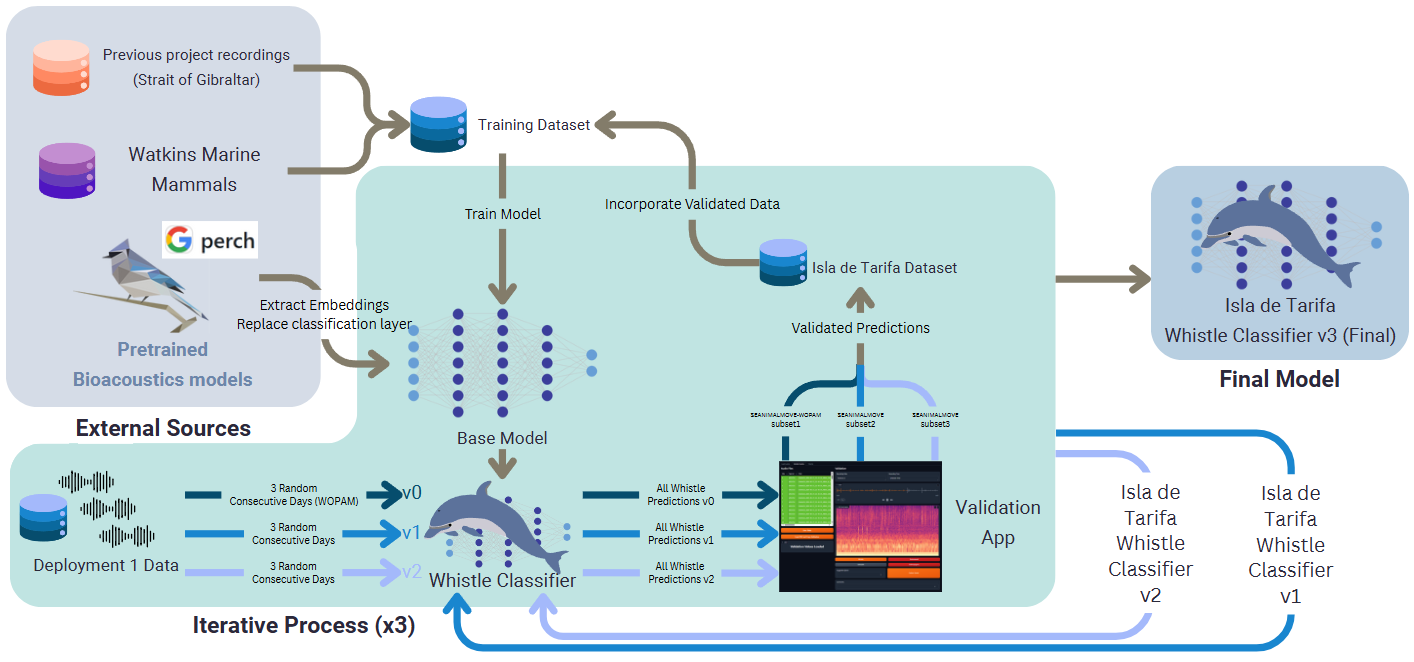 Previous project recordings
(Strait of Gibraltar)
Watkins Marine
Mammals
G perch
Pretrained
Bioacoustics models
External Sources
Extract Embeddings
Replace classification layer
Training Dataset
Train Model
Incorporate Validated Data
Isla de Tarifa Dataset
Validated Predictions
SEANIMALMOVE-WOPAM
subset1
SEANIMALMOVE
subset2
SEANIMALMOVE
subset3
Base Model
Deployment 1 Data
3 Random
Consecutive Days (WOPAM)
v0
3 Random
Consecutive Days
v1
3 Random
Consecutive Days
v2
Whistle Classifier
All Whistle
Predictions v0
All Whistle
Predictions v1
All Whistle
Predictions v2
Validation
App
Iterative Process (x3)
Isla de
Tarifa
Whistle
Classifier
v2
Isla de
Tarifa
Whistle
Classifier
v1
Isla de Tarifa
Whistle Classifier v3 (Final)
Final Model